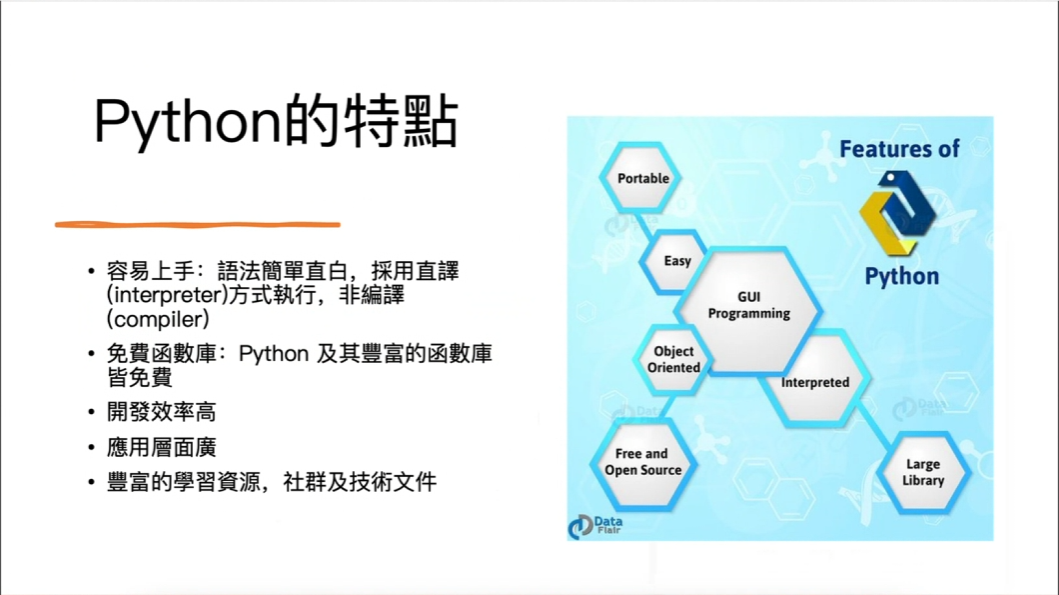 Python的特點
• 容易上手：語法簡單直白，採用直譯
(interpreter)方式執行，非編譯
(compiler)
• 免費函數庫：Python 及其豐富的函數庫
皆免費
• 開發效率高
• 應用層面廣
• 豐富的學習資源，社群及技術文件
Features of
Python
Portable
Easy
GUI
Programming
Object
Oriented
Interpreted
Free and
Open Source
Large
Library
Data
Flair
Data
Data
Flair